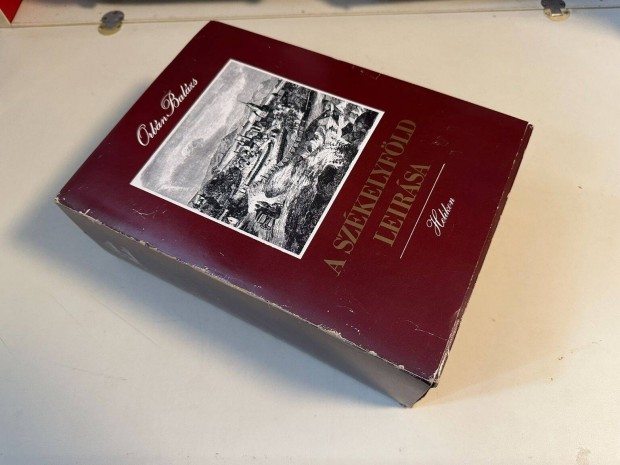 Orbán Balázs
A SZÉKELYFÖLD
LEÍRÁSA
Helikon